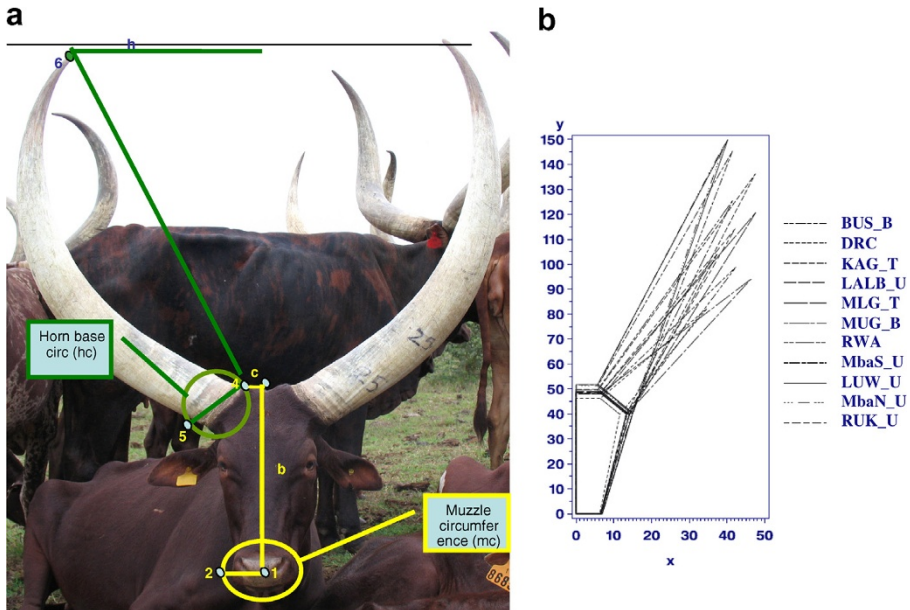 a
h
6
Horn base
circ (hc)
4
c
5
b
Muzzle
circumfer
ence (mc)
2
1
25
8685
b
y
150
140
130
120
110
100
90
80
70
60
50
40
30
20
10
0
0
10
20
30
40
50
x
BUS_B
DRC
KAG_T
LALB_U
MLG_T
MUG_B
RWA
MbaS_U
LUW_U
MbaN_U
RUK_U